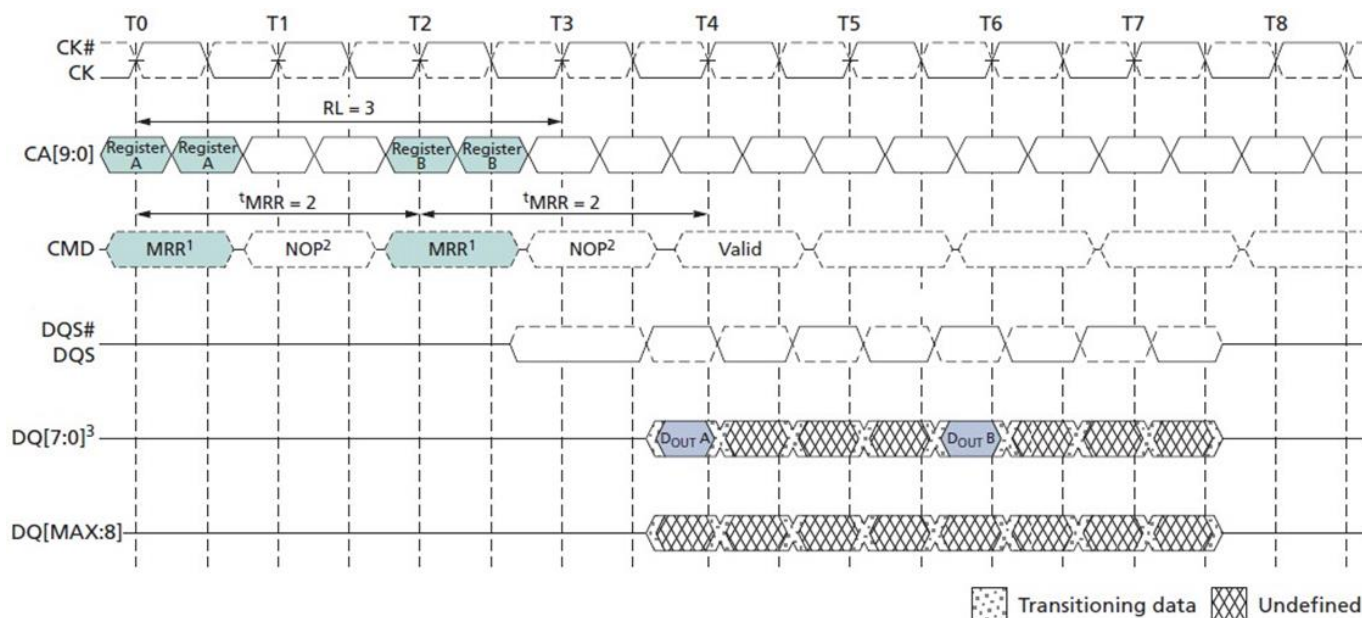 T0 T1 T2 T3 T4 T5 T6 T7 T8
CK#
CK
RL = 3
CA[9:0]
Register A
Register A
Register B
Register B
tMRR = 2
tMRR = 2
CMD
MRR1
NOP2
MRR1
NOP2
Valid
DQS#
DQS
DQ[7:0]3
DOUT A
DOUT B
DQ[MAX:8]
Transitioning data
Undefined